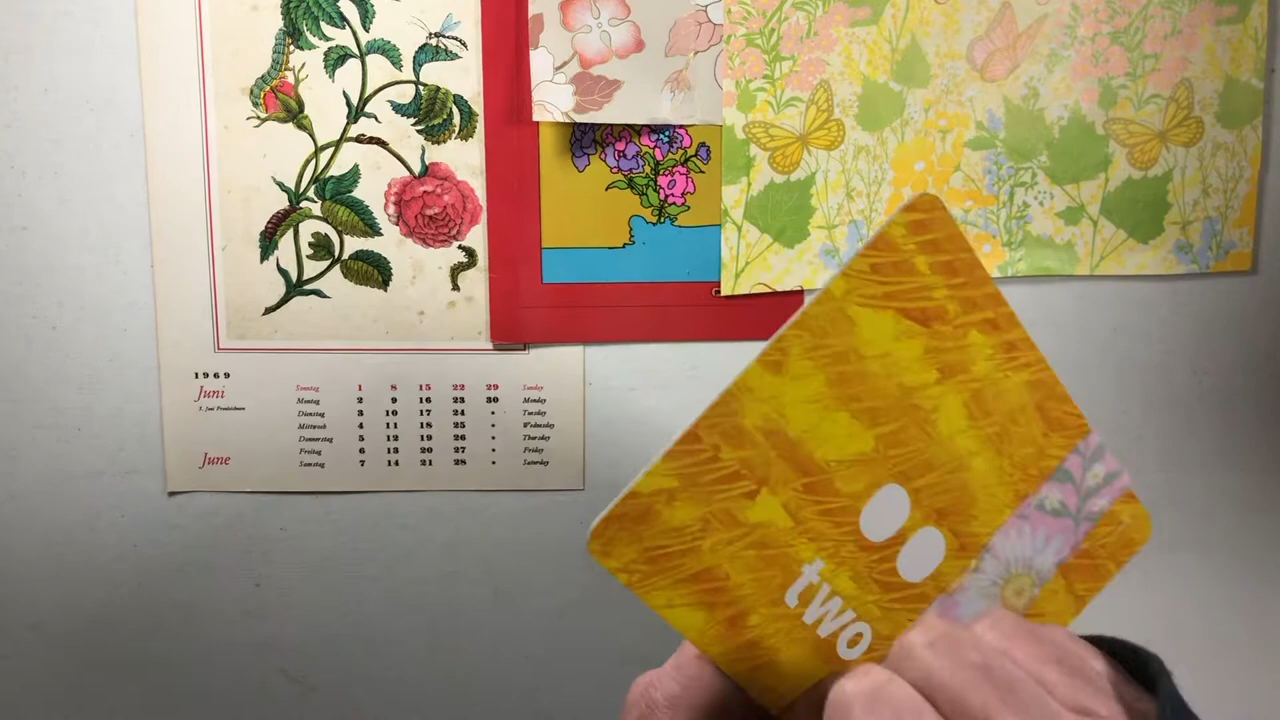 1969
Juni
Sonntag 1 8 15 22 29 Sunday
Montag 2 9 16 23 30 Monday
Dienstag 3 10 17 24 * Tuesday
Mittwoch 4 11 18 25 * Wednesday
Donnerstag 5 12 19 26 * Thursday
Freitag 6 13 20 27 * Friday
Samstag 7 14 21 28 * Saturday
June
two